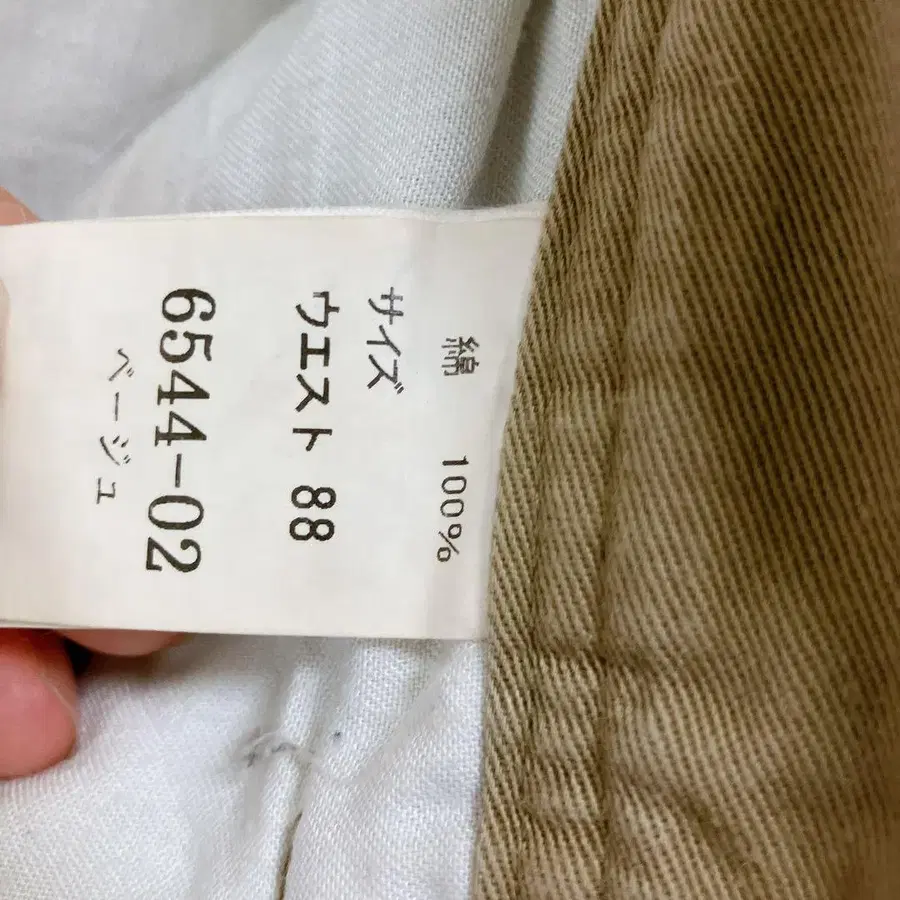 綿 100%
サイズ
ウエスト 88
6544-02
ベージュ